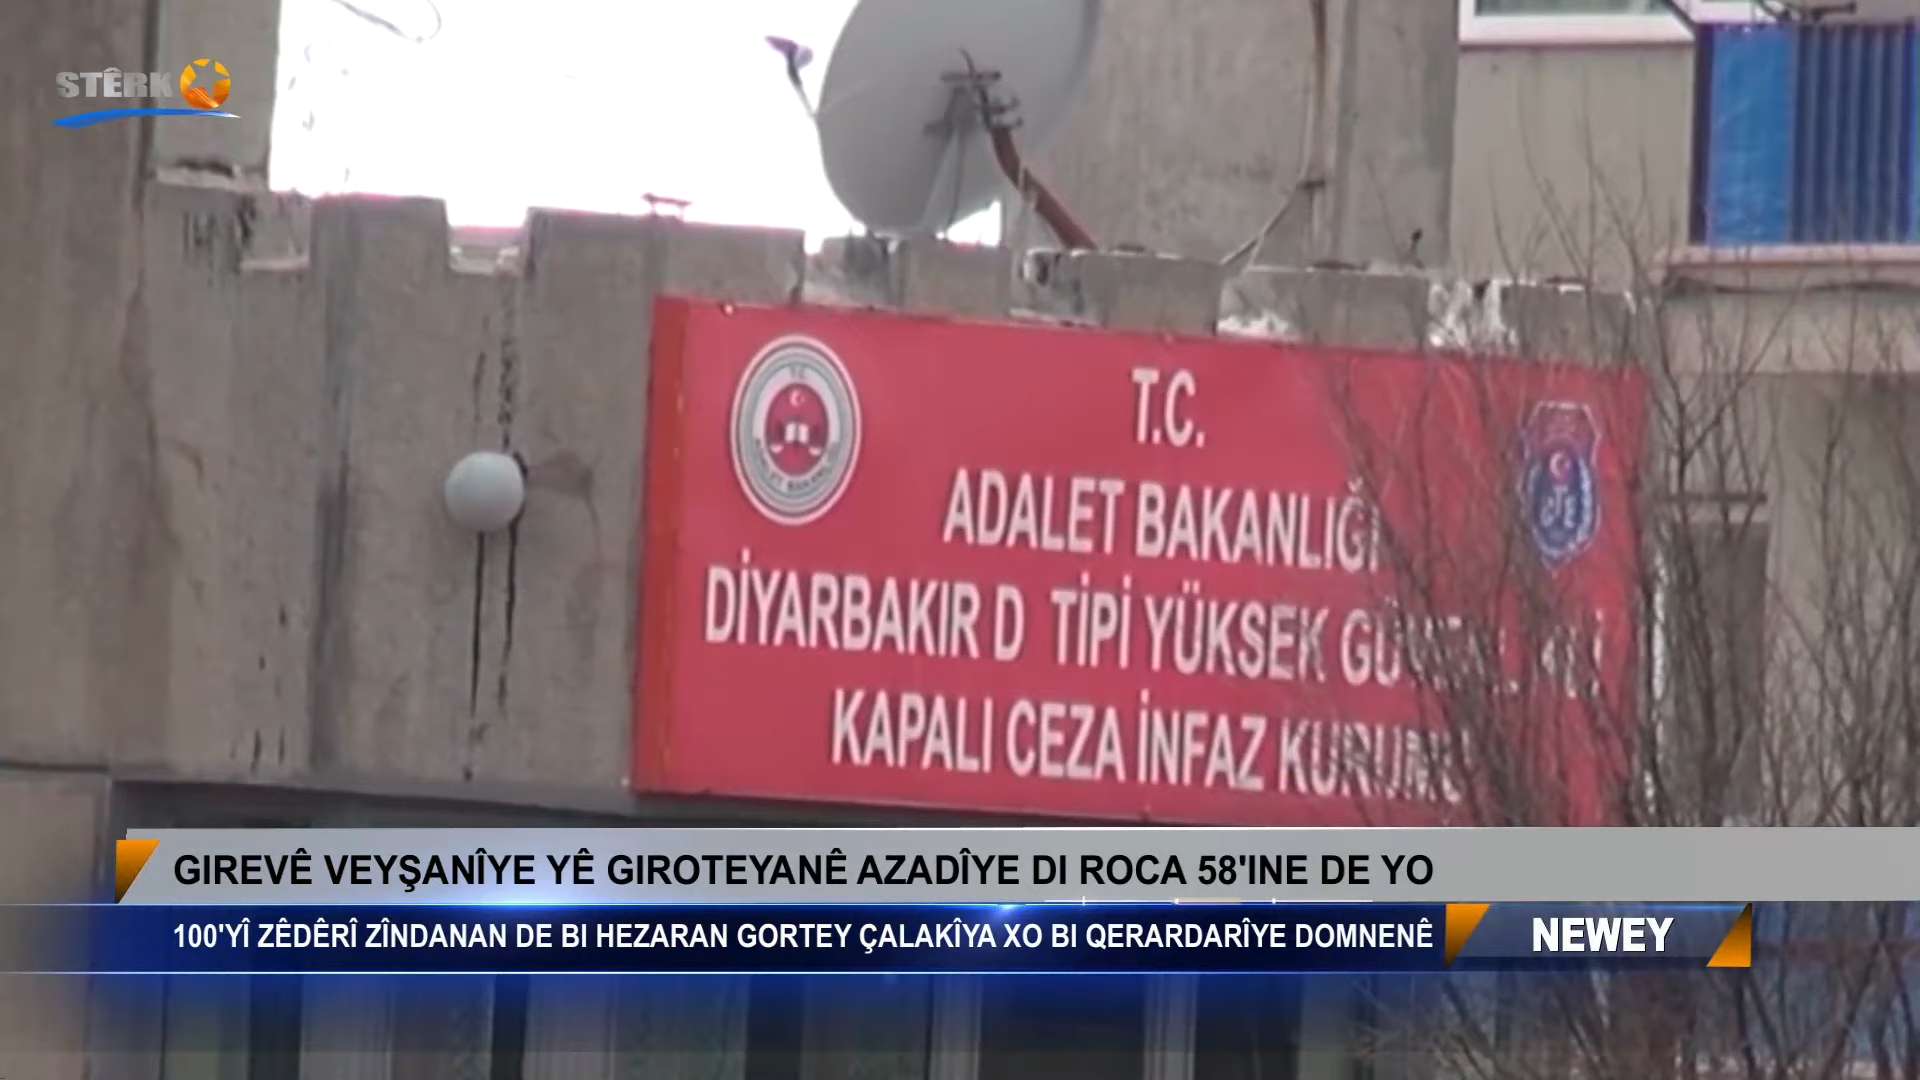 STÊRK
T.C.
ADALET BAKANLIĞI
DİYARBAKIR D TİPİ YÜKSEK
KAPALI CEZA İNFAZ KURUMU
GIREVÊ VEYŞANÎYE YÊ GIROTEYANÊ AZADÎYE DI ROCA 58'INE DE YO
100'YÎ ZÊDÊRÎ ZÎNDANAN DE BI HEZARAN GORTEY ÇALAKÎYA XO BI QERARDARÎYE DOMNENÊ
NEWEY